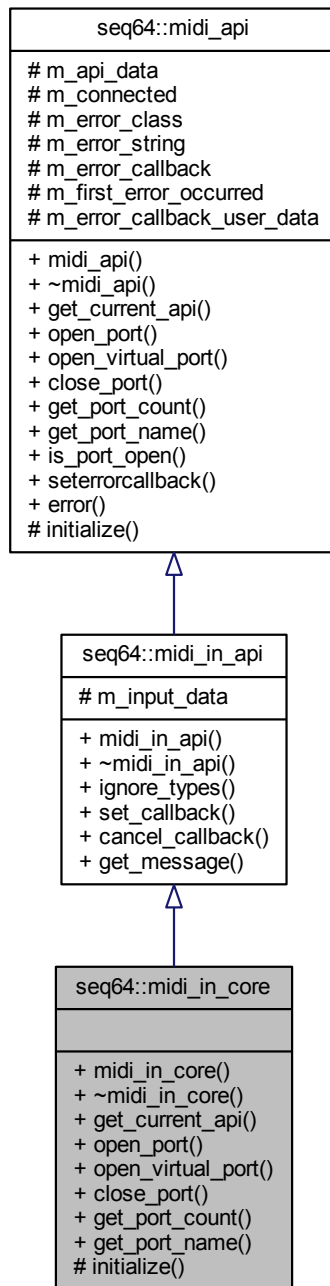 seq64::midi_api
# m_api_data
# m_connected
# m_error_class
# m_error_string
# m_error_callback
# m_first_error_occurred
# m_error_callback_user_data
+ midi_api()
+ ~midi_api()
+ get_current_api()
+ open_port()
+ open_virtual_port()
+ close_port()
+ get_port_count()
+ get_port_name()
+ is_port_open()
+ seterrorcallback()
+ error()
# initialize()
seq64::midi_in_api
# m_input_data
+ midi_in_api()
+ ~midi_in_api()
+ ignore_types()
+ set_callback()
+ cancel_callback()
+ get_message()
seq64::midi_in_core
+ midi_in_core()
+ ~midi_in_core()
+ get_current_api()
+ open_port()
+ open_virtual_port()
+ close_port()
+ get_port_count()
+ get_port_name()
# initialize()